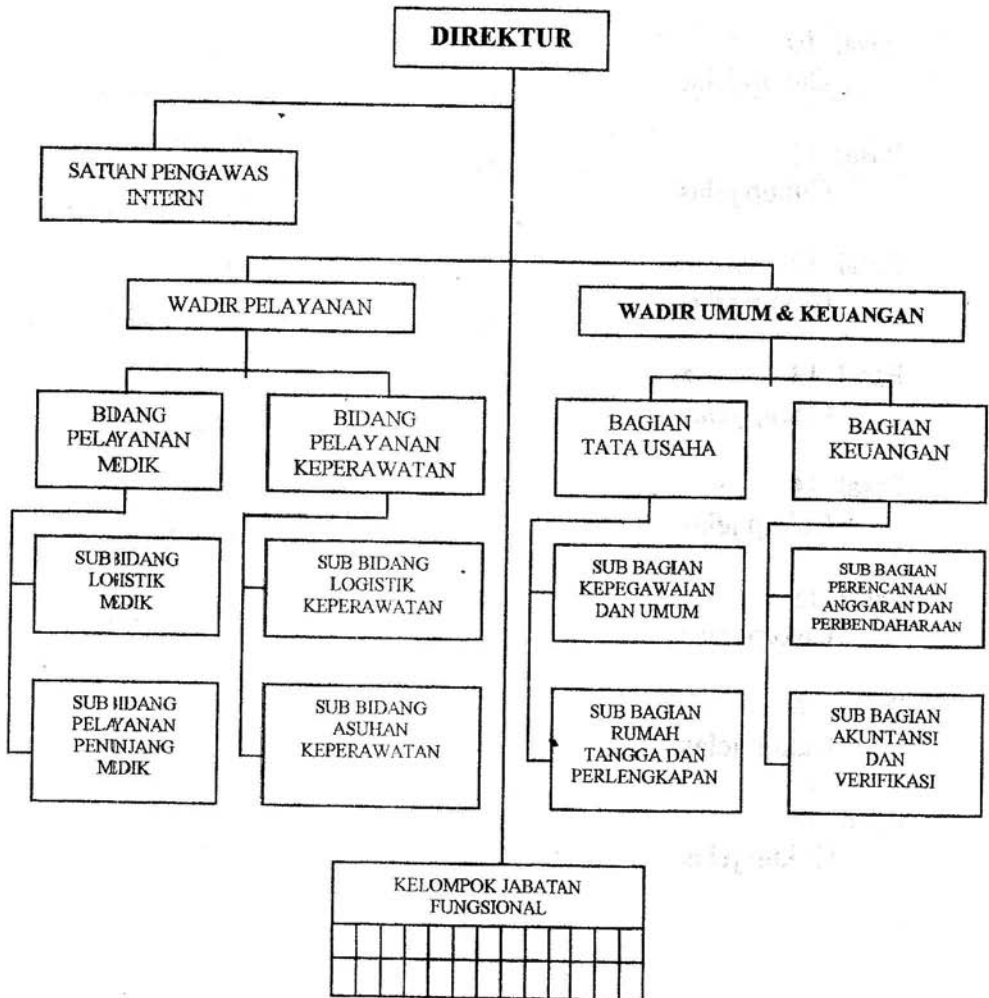 DIREKTUR
SATUAN PENGAWAS
INTERN
WADIR PELAYANAN
WADIR UMUM & KEUANGAN
BIDANG
PELAYANAN
MEDIK
BIDANG
PELAYANAN
KEPERAWATAN
BAGIAN
TATA USAHA
BAGIAN
KEUANGAN
SUB BIDANG
LOGISTIK
MEDIK
SUB BIDANG
LOGISTIK
KEPERAWATAN
SUB BAGIAN
KEPEGAWAIAN
DAN UMUM
SUB BAGIAN
PERENCANAAN
ANGGARAN DAN
PERBENDAHARAAN
SUB BIDANG
PELAYANAN
PENUNJANG
MEDIK
SUB BIDANG
ASUHAN
KEPERAWATAN
SUB BAGIAN
RUMAH
TANGGA DAN
PERLENGKAPAN
SUB BAGIAN
AKUNTANSI
DAN
VERIFIKASI
KELOMPOK JABATAN
FUNGSIONAL